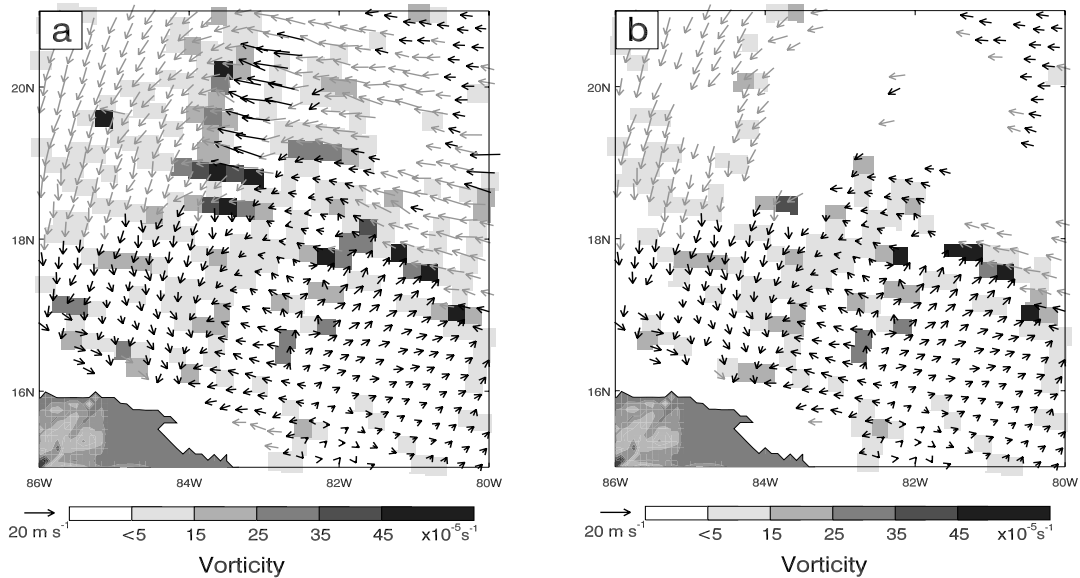 a
20N
18N
16N
86W 84W 82W 80W
20 m s-1
<5 15 25 35 45 x10-5s-1
Vorticity
b
20N
18N
16N
86W 84W 82W 80W
20 m s-1
<5 15 25 35 45 x10-5s-1
Vorticity